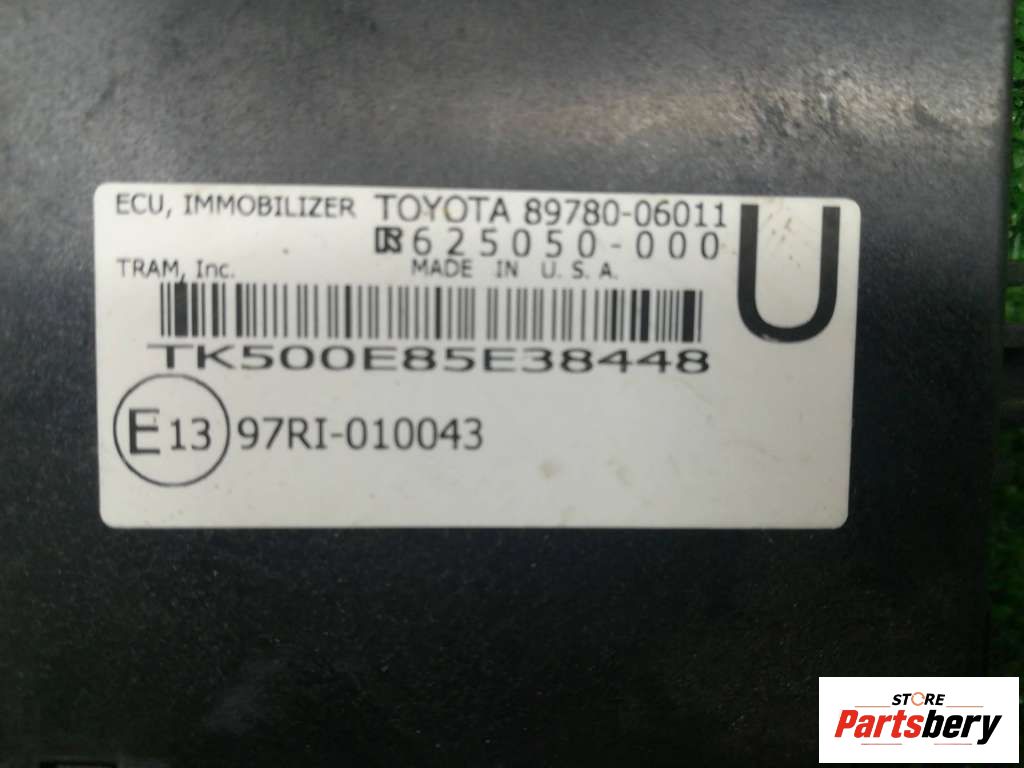 ECU, IMMOBILIZER TOYOTA 89780-06011
625050-000
U
TRAM, Inc. MADE IN U.S.A.
TK500E85E38448
E13 97RI-010043
STORE
Partsbery